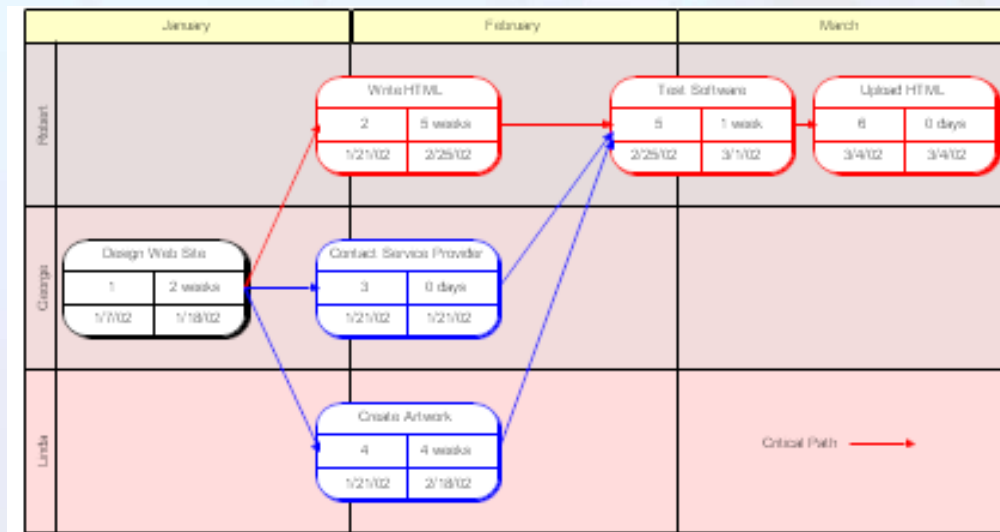 January February March
Robert
Write HTML
2 5 weeks
1/21/02 2/25/02
Test Software
5 1 week
2/25/02 3/1/02
Upload HTML
6 0 days
3/4/02 3/4/02
George
Design Web Site
1 2 weeks
1/7/02 1/18/02
Contact Service Provider
3 0 days
1/21/02 1/21/02
Linda
Create Artwork
4 4 weeks
1/21/02 2/18/02
Critical Path